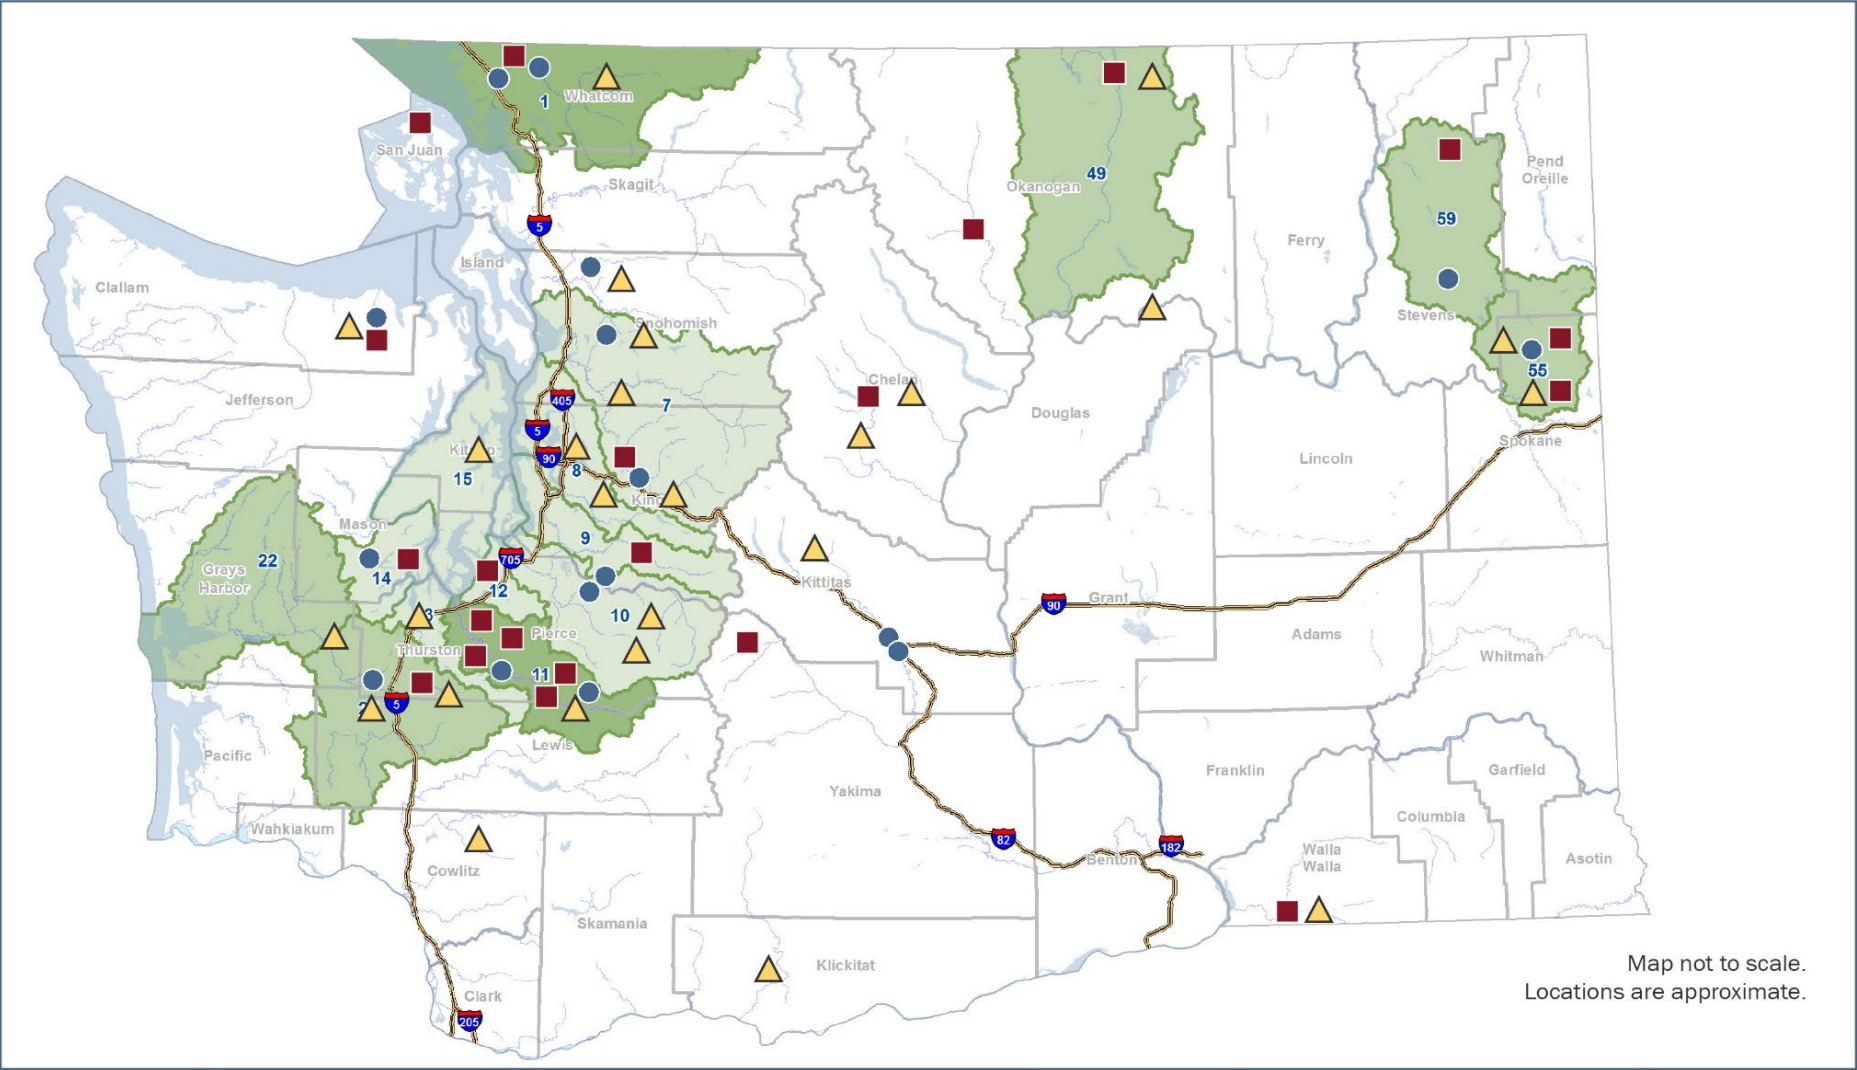 Whatcom
1
San Juan
Skagit
5
Okanogan
49
Pend
Oreille
59
Ferry
Island
Clallam
Snohomish
Stevens
55
Chelan
Jefferson
405
7
Douglas
5
90
8
Spokane
15
Lincoln
King
Mason
9
705
22
Grays
Harbor
14
12
Kittitas
90
Grant
10
Pierce
Adams
Thurston
Whitman
11
5
Lewis
Pacific
Yakima
Franklin
Garfield
Wahkiakum
Columbia
82
182
Benton
Walla
Walla
Asotin
Cowlitz
Skamania
Klickitat
Clark
205
Map not to scale.
Locations are approximate.